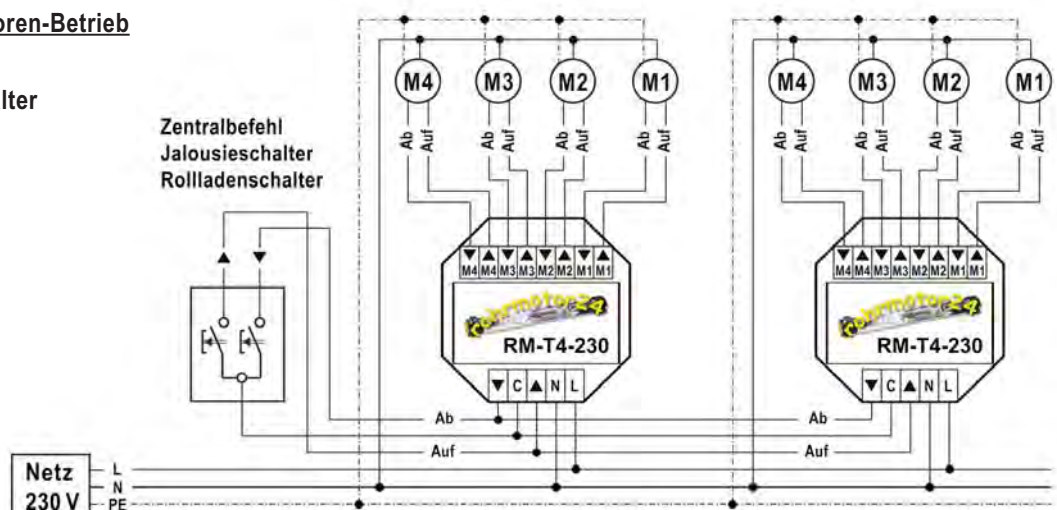 oren-Betrieb
lter
Zentralbefehl
Jalousieschalter
Rollladenschalter
M4 M3 M2 M1
Ab Auf Ab Auf Ab Auf Ab Auf
▼ ▲ ▼ ▲ ▼ ▲ ▼ ▲
M4 M4 M3 M3 M2 M2 M1 M1
rohrmotor24
RM-T4-230
▼ C ▲ N L
M4 M3 M2 M1
Ab Auf Ab Auf Ab Auf Ab Auf
▼ ▲ ▼ ▲ ▼ ▲ ▼ ▲
M4 M4 M3 M3 M2 M2 M1 M1
rohrmotor24
RM-T4-230
▼ C ▲ N L
▲ ▼
Ab Ab
Auf Auf
Netz
230 V
L
N
PE